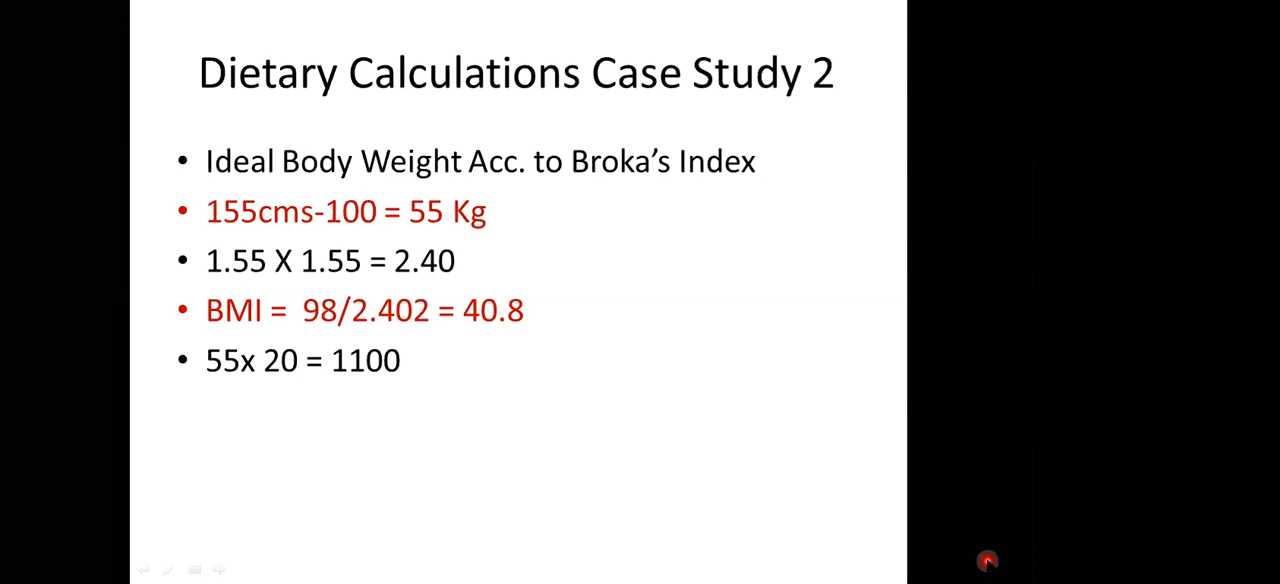 Dietary Calculations Case Study 2
• Ideal Body Weight Acc. to Broka’s Index
• 155cms-100 = 55 Kg
• 1.55 X 1.55 = 2.40
• BMI =  98/2.402 = 40.8
• 55x 20 = 1100